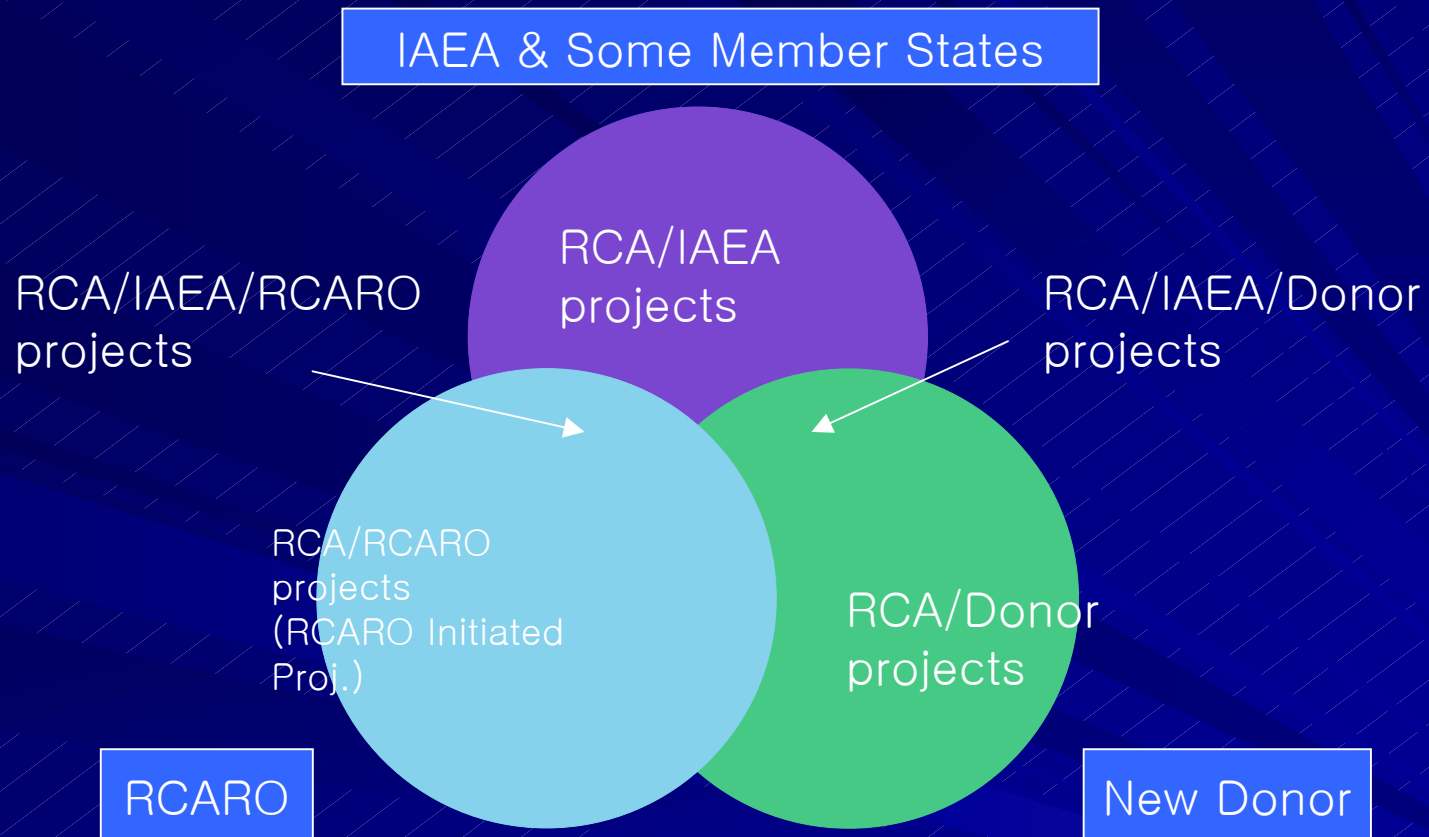 IAEA & Some Member States
RCA/IAEA
projects
RCA/IAEA/RCARO
projects
RCA/IAEA/Donor
projects
RCA/RCARO
projects
(RCARO Initiated
Proj.)
RCA/Donor
projects
RCARO
New Donor